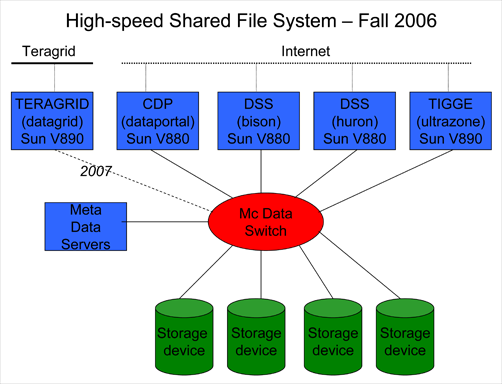 High-speed Shared File System – Fall 2006
Teragrid
Internet
TERAGRID
(datagrid)
Sun V890
CDP
(dataportal)
Sun V880
DSS
(bison)
Sun V880
DSS
(huron)
Sun V880
TIGGE
(ultrazone)
Sun V890
2007
Meta
Data
Servers
Mc Data
Switch
Storage
device
Storage
device
Storage
device
Storage
device